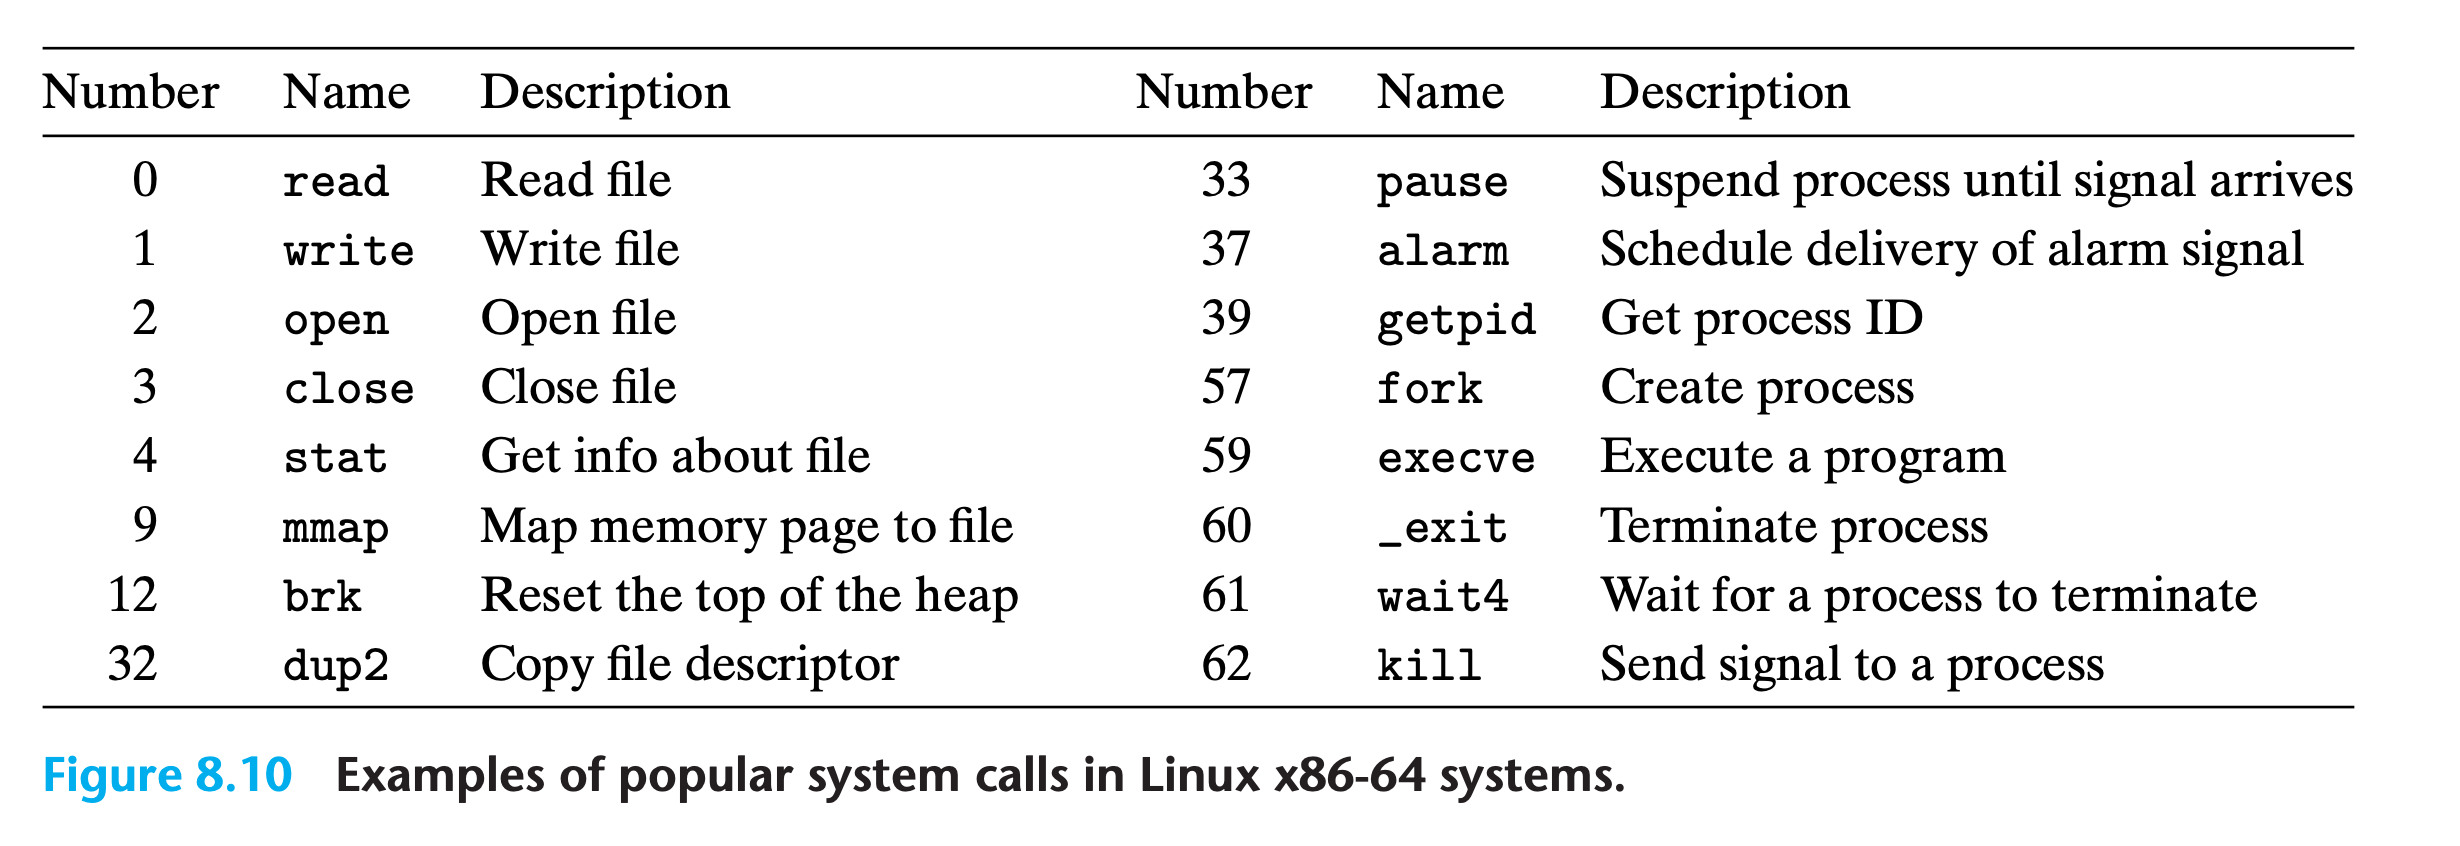 Number Name Description Number Name Description
0 read Read file 33 pause Suspend process until signal arrives
1 write Write file 37 alarm Schedule delivery of alarm signal
2 open Open file 39 getpid Get process ID
3 close Close file 57 fork Create process
4 stat Get info about file 59 execve Execute a program
9 mmap Map memory page to file 60 _exit Terminate process
12 brk Reset the top of the heap 61 wait4 Wait for a process to terminate
32 dup2 Copy file descriptor 62 kill Send signal to a process
Figure 8.10 Examples of popular system calls in Linux x86-64 systems.